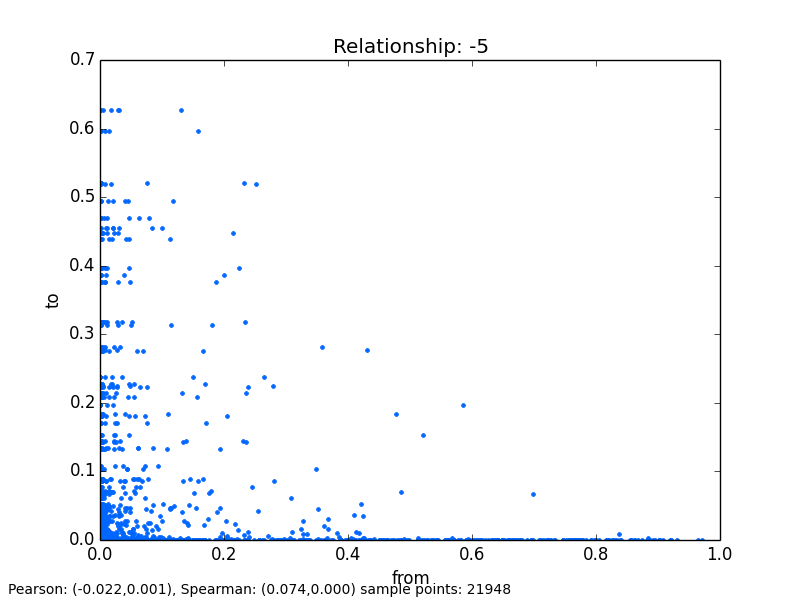 Relationship: -5
0.7
0.6
0.5
0.4
0.3
0.2
0.1
0.0
to
0.0 0.2 0.4 0.6 0.8 1.0
from
Pearson: (-0.022,0.001), Spearman: (0.074,0.000) sample points: 21948